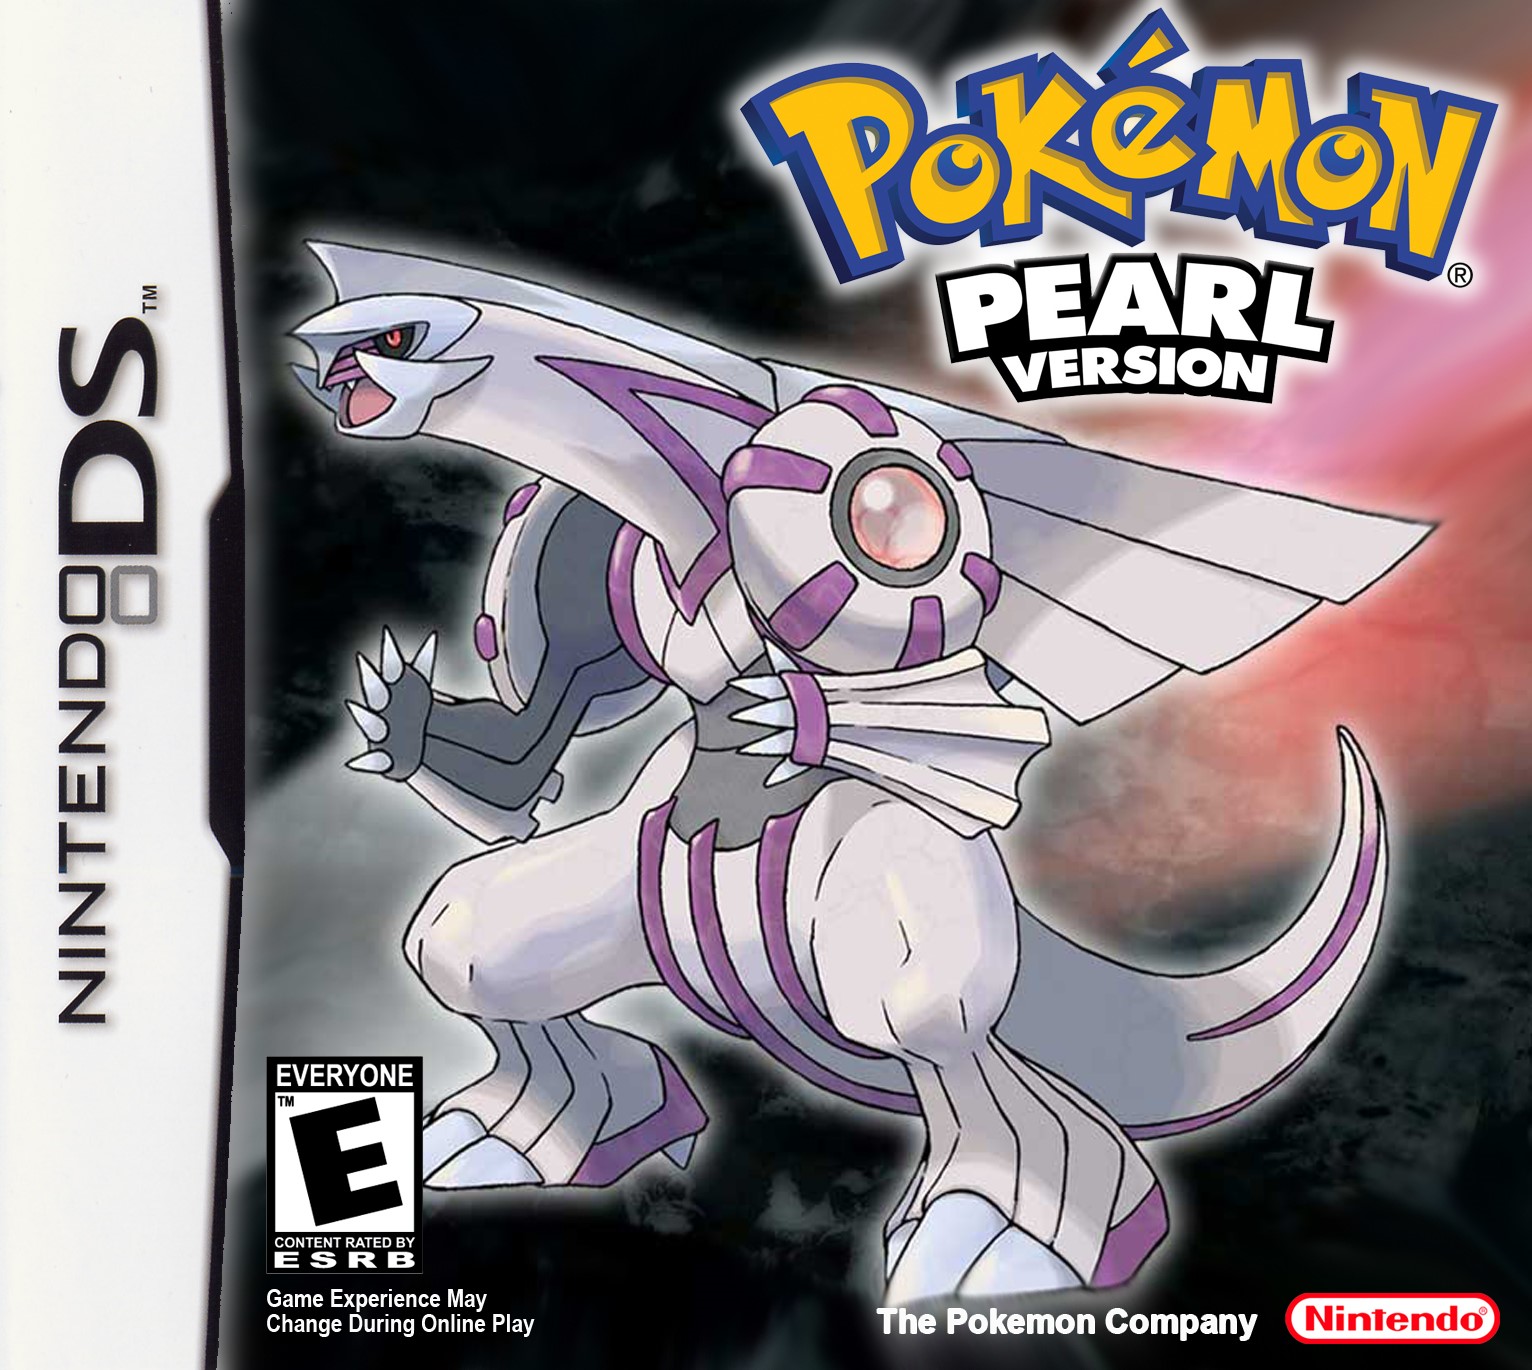 NINTENDO DS™
POKéMON®
PEARL
VERSION
EVERYONE
™
E
CONTENT RATED BY
ESRB
Game Experience May
Change During Online Play
The Pokemon Company
Nintendo®